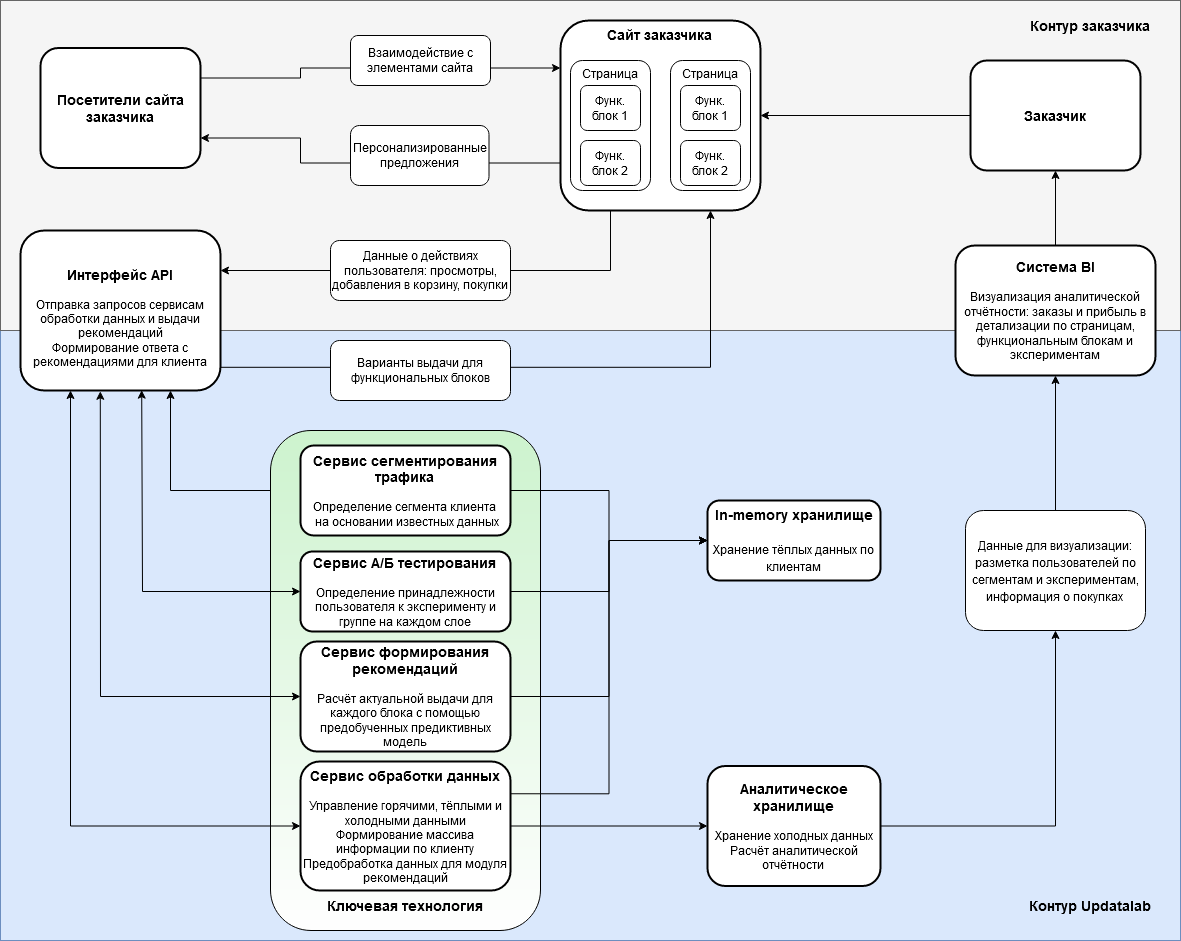 Контур заказчика
Посетители сайта
заказчика
Взаимодействие с
элементами сайта
Персонализированные
предложения
Сайт заказчика
Страница
Функ.
блок 1
Функ.
блок 2
Страница
Функ.
блок 1
Функ.
блок 2
Заказчик
Интерфейс API
Отправка запросов сервисам
обработки данных и выдачи
рекомендаций
Формирование ответа с
рекомендациями для клиента
Данные о действиях
пользователя: просмотры,
добавления в корзину, покупки
Варианты выдачи для
функциональных блоков
Система BI
Визуализация аналитической
отчётности: заказы и прибыль в
детализации по страницам,
функциональным блокам и
экспериментам
Сервис сегментирования
трафика
Определение сегмента клиента
на основании известных данных
Сервис А/Б тестирования
Определение принадлежности
пользователя к эксперименту и
группе на каждом слое
Сервис формирования
рекомендаций
Расчёт актуальной выдачи для
каждого блока с помощью
предобученных предиктивных
модель
Сервис обработки данных
Управление горячими, тёплыми и
холодными данными
Формирование массива
информации по клиенту
Предобработка данных для модуля
рекомендаций
Ключевая технология
In-memory хранилище
Хранение тёплых данных по
клиентам
Аналитическое
хранилище
Хранение холодных данных
Расчёт аналитической
отчётности
Данные для визуализации:
разметка пользователей по
сегментам и экспериментам,
информация о покупках
Контур Updatalab